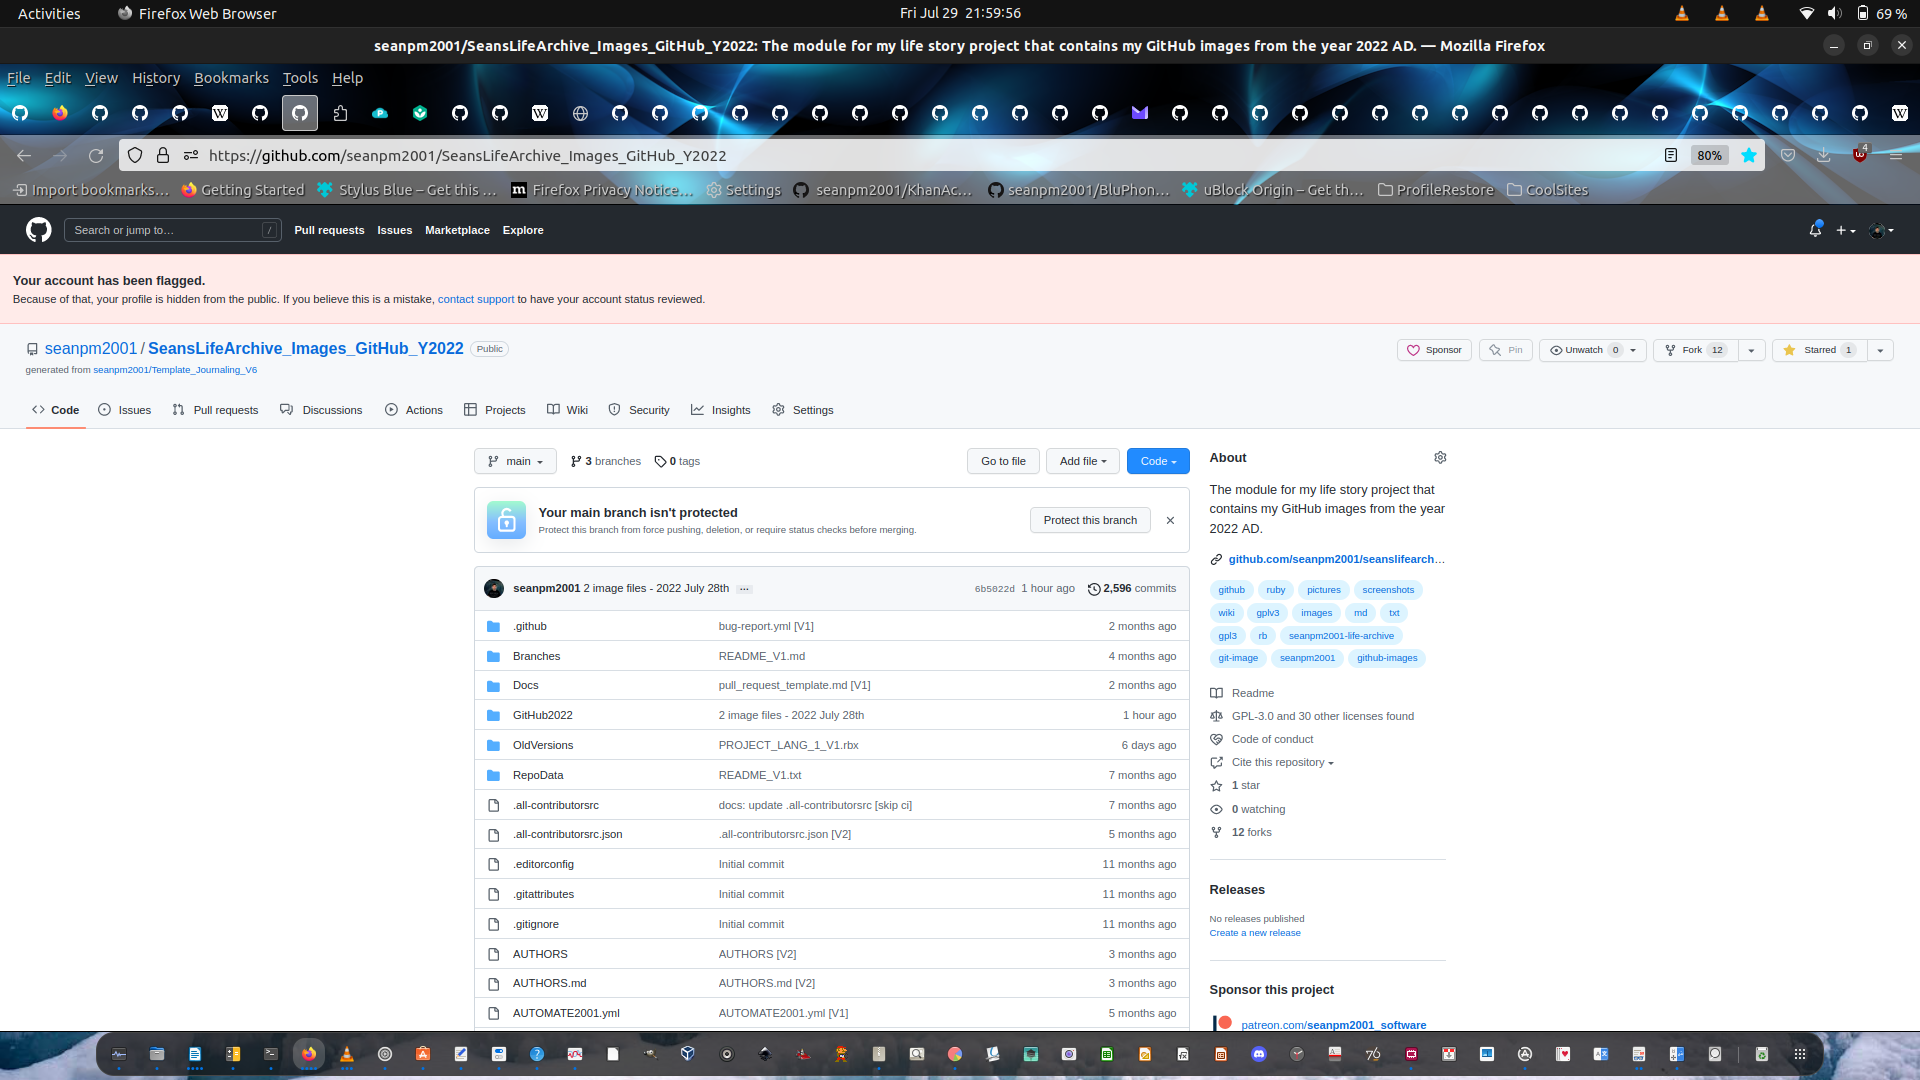 Activities Firefox Web Browser Fri Jul 29 21:59:56 69 %
seanpm2001/SeansLifeArchive_Images_GitHub_Y2022: The module for my life story project that contains my GitHub images from the year 2022 AD. — Mozilla Firefox
File Edit View History Bookmarks Tools Help
https://github.com/seanpm2001/SeansLifeArchive_Images_GitHub_Y2022 80% 4
Import bookmarks… Getting Started Stylus Blue – Get this … Firefox Privacy Notice… Settings seanpm2001/KhanAc… seanpm2001/BluPhon… uBlock Origin – Get th… ProfileRestore CoolSites
Search or jump to… / Pull requests Issues Marketplace Explore
Your account has been flagged.
Because of that, your profile is hidden from the public. If you believe this is a mistake, contact support to have your account status reviewed.
seanpm2001 / SeansLifeArchive_Images_GitHub_Y2022 Public Sponsor Pin Unwatch 0 Fork 12 Starred 1
generated from seanpm2001/Template_Journaling_V6
Code Issues Pull requests Discussions Actions Projects Wiki Security Insights Settings
main 3 branches 0 tags Go to file Add file Code
Your main branch isn't protected
Protect this branch from force pushing, deletion, or require status checks before merging.
Protect this branch
seanpm2001 2 image files - 2022 July 28th … 6b5022d 1 hour ago 2,596 commits
.github bug-report.yml [V1] 2 months ago
Branches README_V1.md 4 months ago
Docs pull_request_template.md [V1] 2 months ago
GitHub2022 2 image files - 2022 July 28th 1 hour ago
OldVersions PROJECT_LANG_1_V1.rbx 6 days ago
RepoData README_V1.txt 7 months ago
.all-contributorsrc docs: update .all-contributorsrc [skip ci] 7 months ago
.all-contributorsrc.json .all-contributorsrc.json [V2] 5 months ago
.editorconfig Initial commit 11 months ago
.gitattributes Initial commit 11 months ago
.gitignore Initial commit 11 months ago
AUTHORS AUTHORS [V2] 3 months ago
AUTHORS.md AUTHORS.md [V2] 3 months ago
AUTOMATE2001.yml AUTOMATE2001.yml [V1] 5 months ago
About
The module for my life story project that
contains my GitHub images from the year
2022 AD.
github.com/seanpm2001/seanslifearch…
github ruby pictures screenshots
wiki gplv3 images md txt
gpl3 rb seanpm2001-life-archive
git-image seanpm2001 github-images
Readme
GPL-3.0 and 30 other licenses found
Code of conduct
Cite this repository
1 star
0 watching
12 forks
Releases
No releases published
Create a new release
Sponsor this project
patreon.com/seanpm2001_software